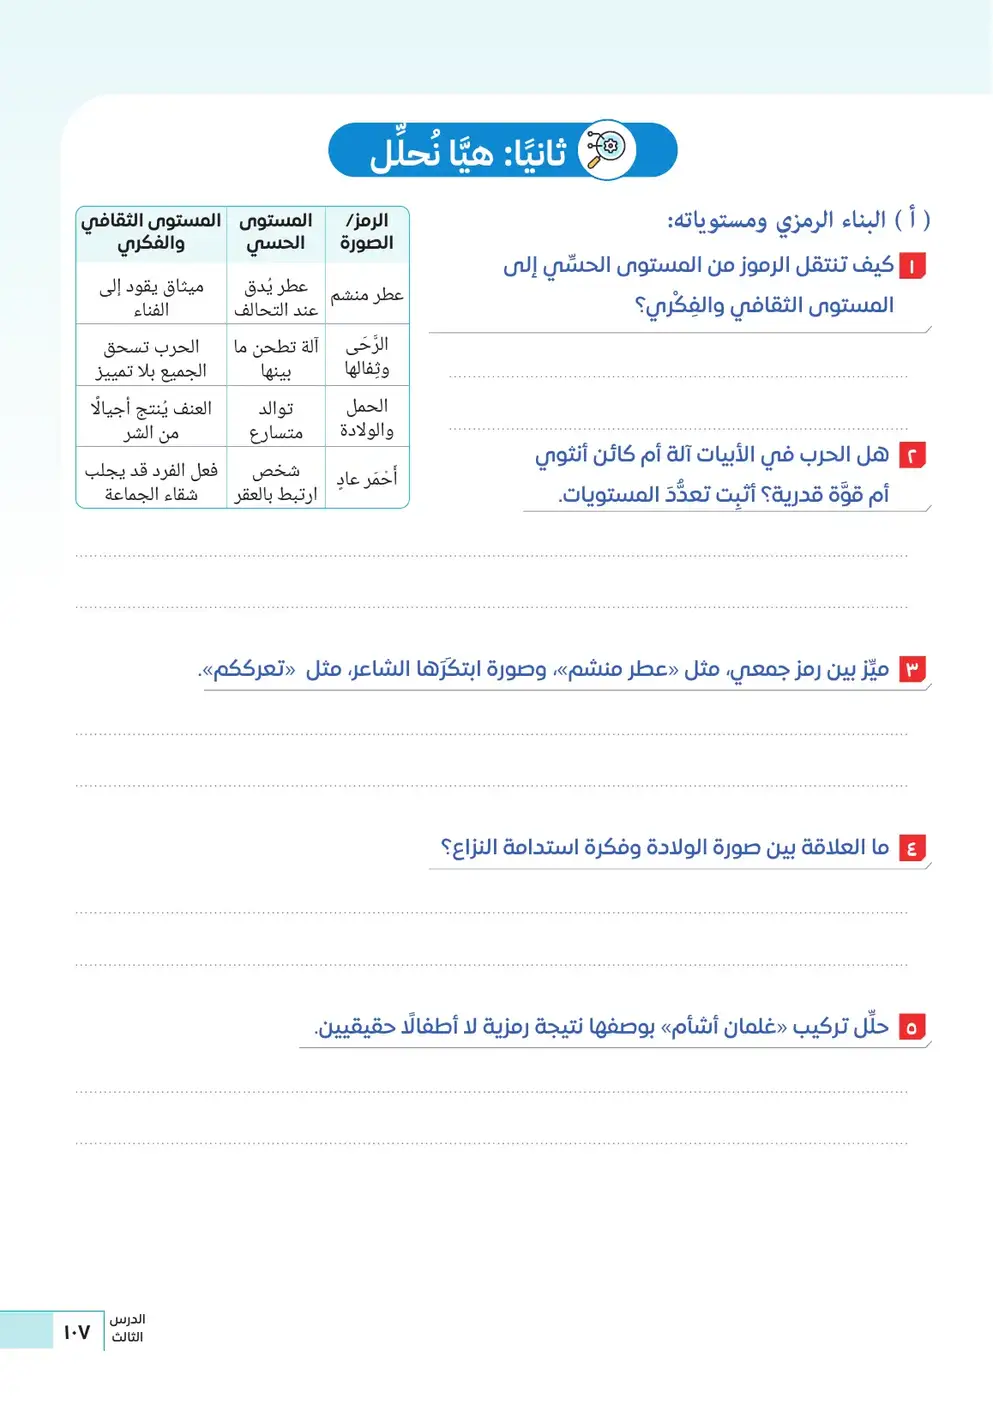 ثانيًا: هيَّا نُحلِّل
( أ ) البناء الرمزي ومستوياته:
١ كيف تنتقل الرموز من المستوى الحسِّي إلى
المستوى الثقافي والفِكْري؟
الرمز/ الصورة
المستوى الحسي
المستوى الثقافي والفكري
عطر منشم
عطر يُدق عند التحالف
ميثاق يقود إلى الفناء
الرَّحَى وثِفالها
آلة تطحن ما بينها
الحرب تسحق الجميع بلا تمييز
الحمل والولادة
توالد متسارع
العنف يُنتج أجيالًا من الشر
أَحْمَر عادٍ
شخص ارتبط بالعقر
فعل الفرد قد يجلب شقاء الجماعة
٢ هل الحرب في الأبيات آلة أم كائن أنثوي
أم قوَّة قدرية؟ أثبِت تعدُّدَ المستويات.
٣ ميِّز بين رمز جمعي، مثل «عطر منشم»، وصورة ابتكَرَها الشاعر، مثل «تعرككم».
٤ ما العلاقة بين صورة الولادة وفكرة استدامة النزاع؟
٥ حلِّل تركيب «غلمان أشأم» بوصفها نتيجة رمزية لا أطفالًا حقيقيين.
الدرس
الثالث
١٠٧